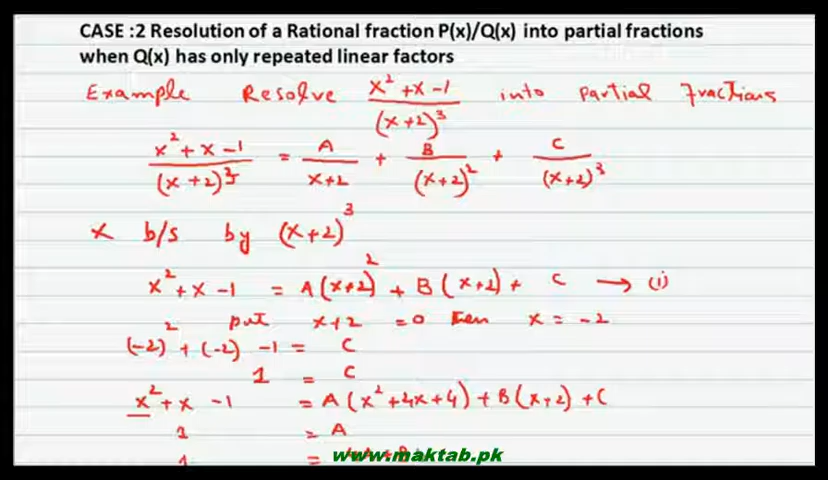 CASE :2 Resolution of a Rational fraction P(x)/Q(x) into partial fractions
when Q(x) has only repeated linear factors
Example Resolve (x²+x-1)/(x+2)³ into Partial Fractions
(x²+x-1)/(x+2)³ = A/(x+2) + B/(x+2)² + C/(x+2)³
x b/s by (x+2)³
x²+x-1 = A(x+2)² + B(x+2) + C → (i)
put x+2 =0 then x = -2
(-2)² + (-2) -1 = C
1 = C
x²+x-1 = A(x²+4x+4)+B(x+2)+C
1 = A
1 =
www.maktab.pk